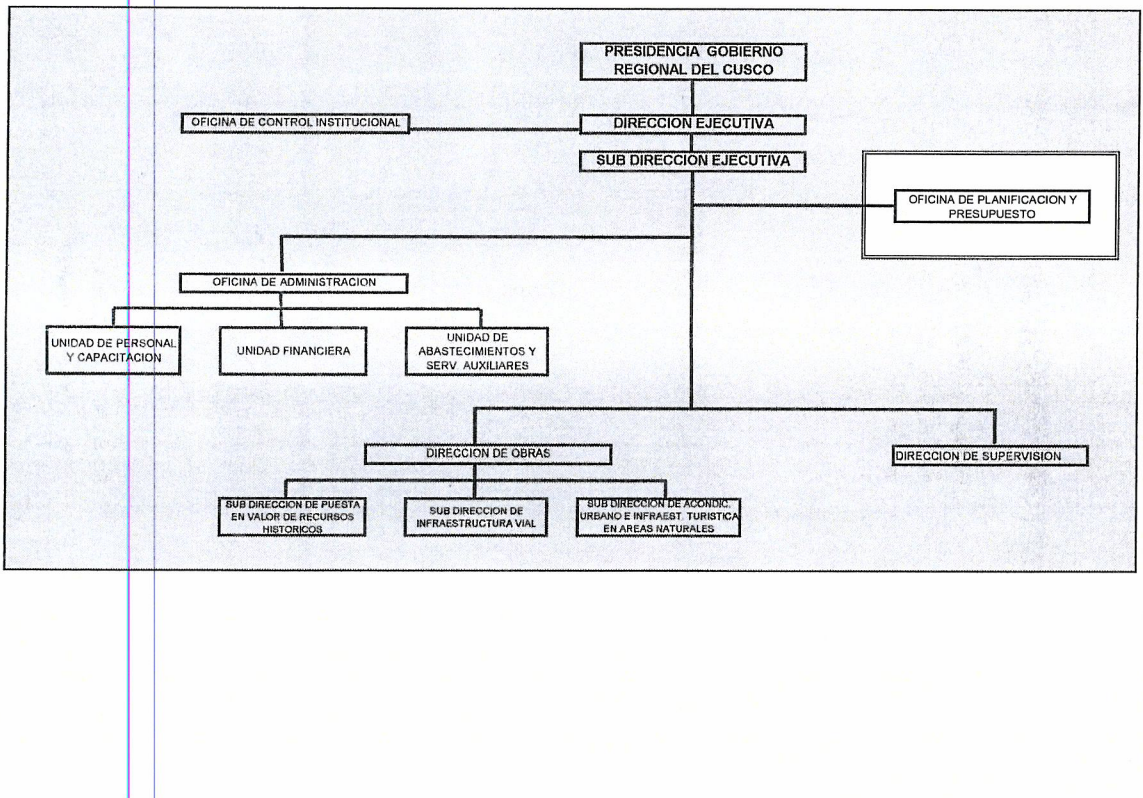 PRESIDENCIA GOBIERNO
REGIONAL DEL CUSCO
OFICINA DE CONTROL INSTITUCIONAL
DIRECCION EJECUTIVA
SUB DIRECCION EJECUTIVA
OFICINA DE PLANIFICACION Y
PRESUPUESTO
OFICINA DE ADMINISTRACION
UNIDAD DE PERSONAL
Y CAPACITACION
UNIDAD FINANCIERA
UNIDAD DE
ABASTECIMIENTOS Y
SERV. AUXILIARES
DIRECCION DE OBRAS
DIRECCION DE SUPERVISION
SUB DIRECCION DE PUESTA
EN VALOR DE RECURSOS
HISTORICOS
SUB DIRECCION DE
INFRAESTRUCTURA VIAL
SUB DIRECCION DE ACONDIC.
URBANO E INFRAEST. TURISTICA
EN AREAS NATURALES